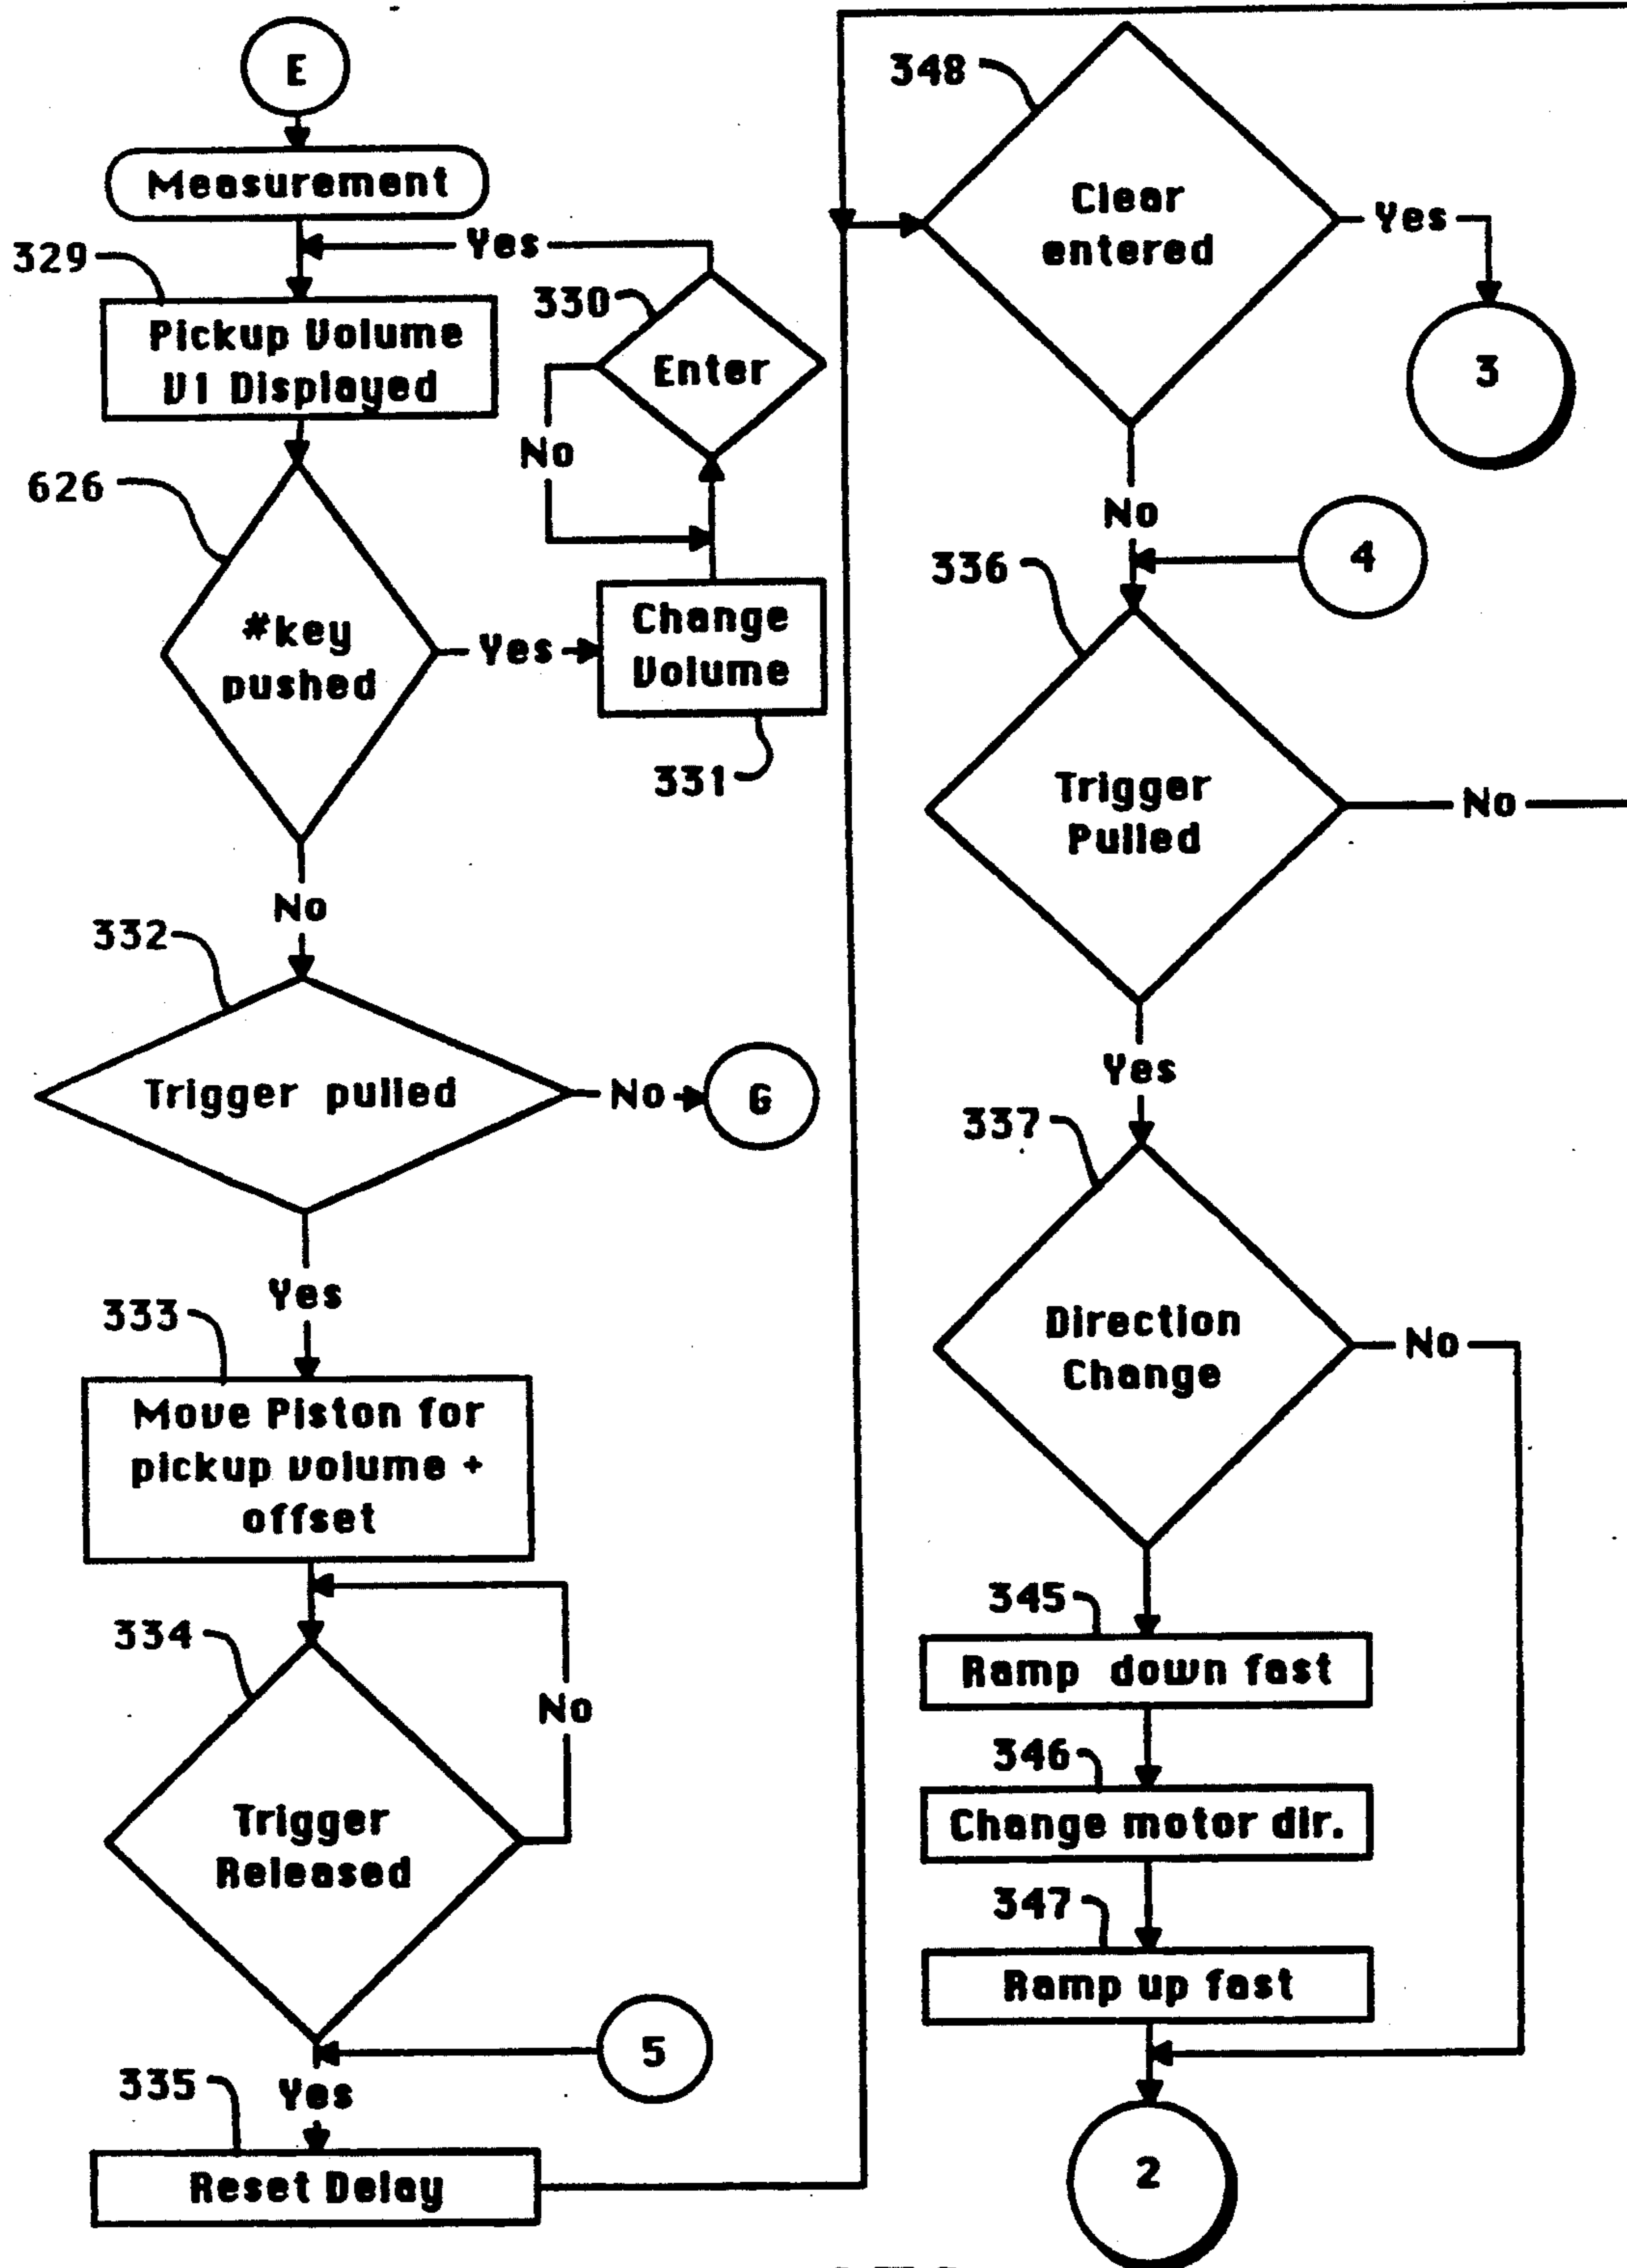 E
Measurement
Yes
329
Pickup Volume
V1 Displayed
330
Enter
No
626
#key
pushed
Yes
Change
Volume
331
No
332
Trigger pulled
No
G
Yes
333
Move Piston for
pickup volume +
offset
334
No
Trigger
Released
5
335
Yes
Reset Delay
348
Clear
entered
Yes
3
No
4
336
Trigger
Pulled
No
Yes
337
Direction
Change
No
345
Ramp down fast
346
Change motor dir.
347
Ramp up fast
2